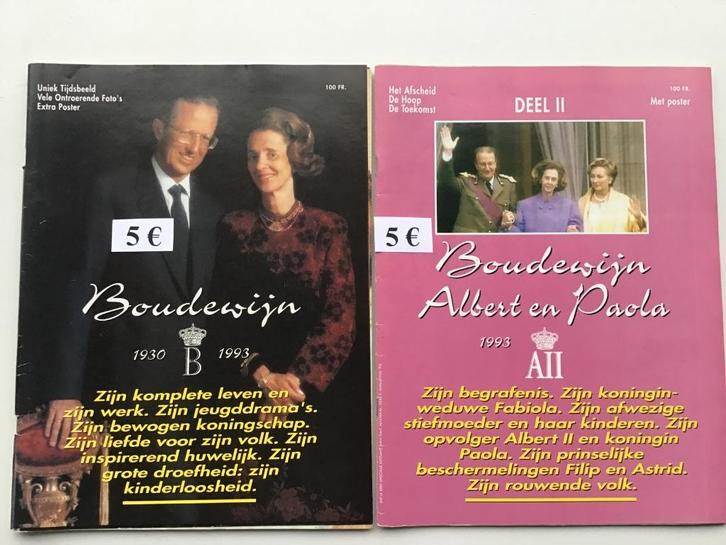 Uniek Tijdsbeeld
Vele Ontroerende Foto's
Extra Poster
100 FR.
5 €
Boudewijn
1930 B 1993
Zijn komplete leven en
zijn werk. Zijn jeugddrama's.
Zijn bewogen koningschap.
Zijn liefde voor zijn volk. Zijn
inspirerend huwelijk. Zijn
grote droefheid: zijn
kinderloosheid.
Het Afscheid
De Hoop
De Toekomst
DEEL II
100 FR.
Met poster
5 €
Boudewijn
Albert en Paola
1993 AII
Zijn begrafenis. Zijn koningin-
weduwe Fabiola. Zijn afwezige
stiefmoeder en haar kinderen. Zijn
opvolger Albert II en koningin
Paola. Zijn prinselijke
beschermelingen Filip en Astrid.
Zijn rouwende volk.